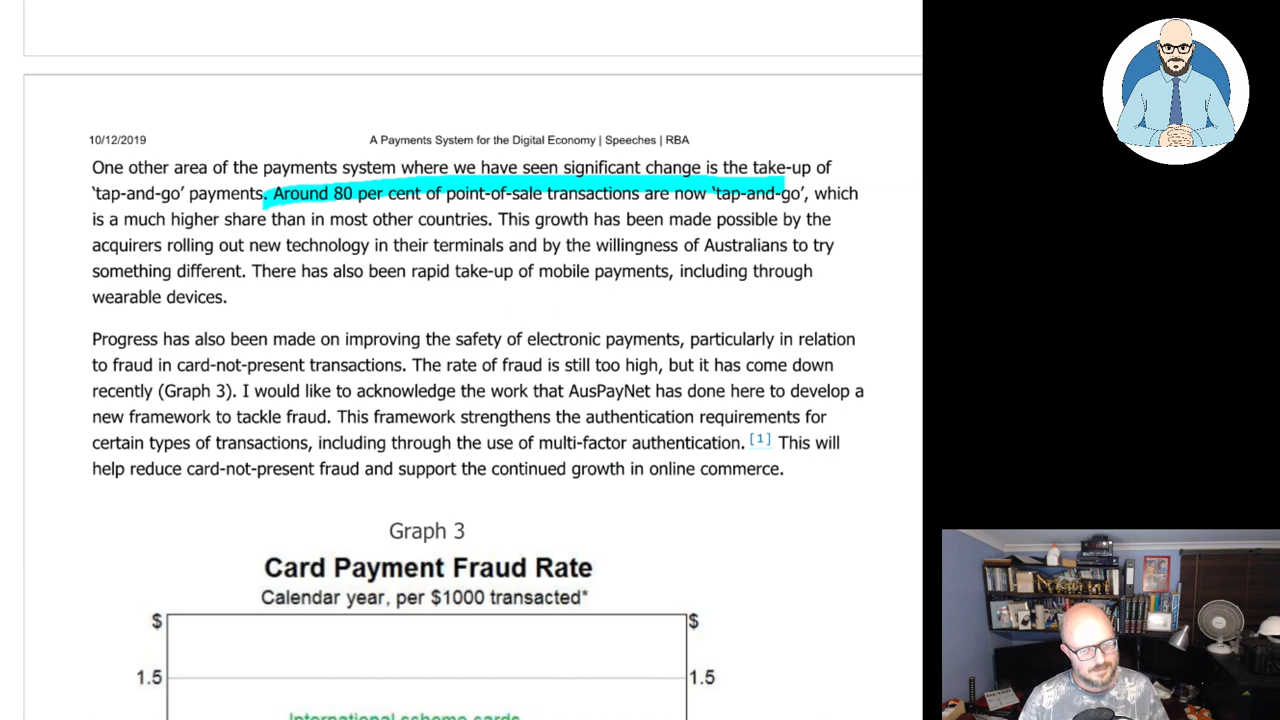 10/12/2019 A Payments System for the Digital Economy | Speeches | RBA
One other area of the payments system where we have seen significant change is the take-up of
‘tap-and-go’ payments. Around 80 per cent of point-of-sale transactions are now ‘tap-and-go’, which
is a much higher share than in most other countries. This growth has been made possible by the
acquirers rolling out new technology in their terminals and by the willingness of Australians to try
something different. There has also been rapid take-up of mobile payments, including through
wearable devices.
Progress has also been made on improving the safety of electronic payments, particularly in relation
to fraud in card-not-present transactions. The rate of fraud is still too high, but it has come down
recently (Graph 3). I would like to acknowledge the work that AusPayNet has done here to develop a
new framework to tackle fraud. This framework strengthens the authentication requirements for
certain types of transactions, including through the use of multi-factor authentication. [1] This will
help reduce card-not-present fraud and support the continued growth in online commerce.
Graph 3
Card Payment Fraud Rate
Calendar year, per $1000 transacted*
$ $
1.5 1.5
International scheme cards